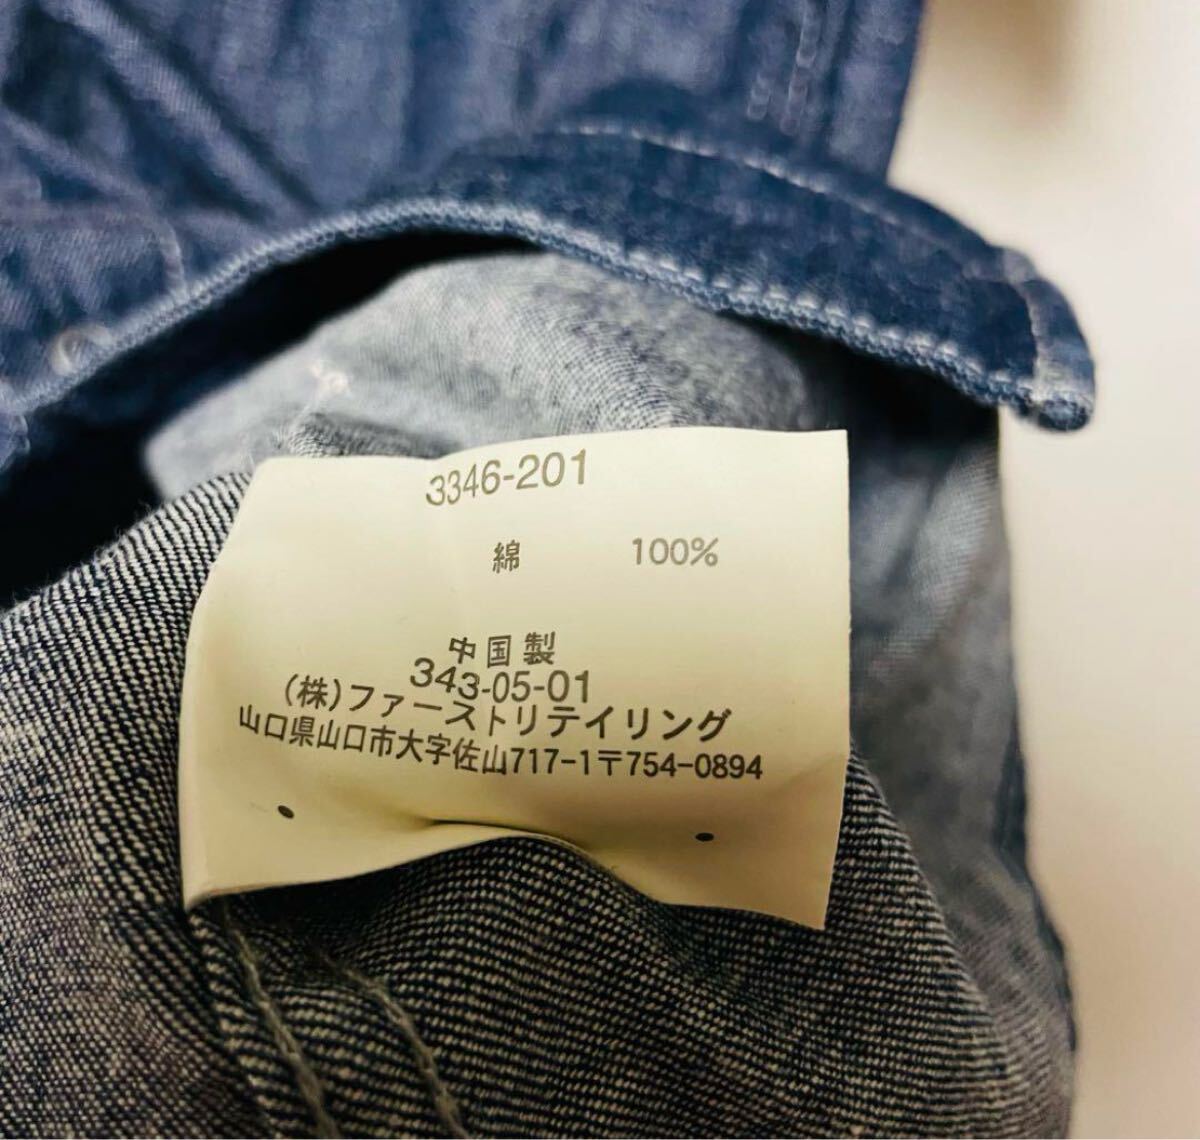 3346-201
綿 100%
中国製
343-05-01
(株)ファーストリテイリング
山口県山口市大字佐山717-1〒754-0894